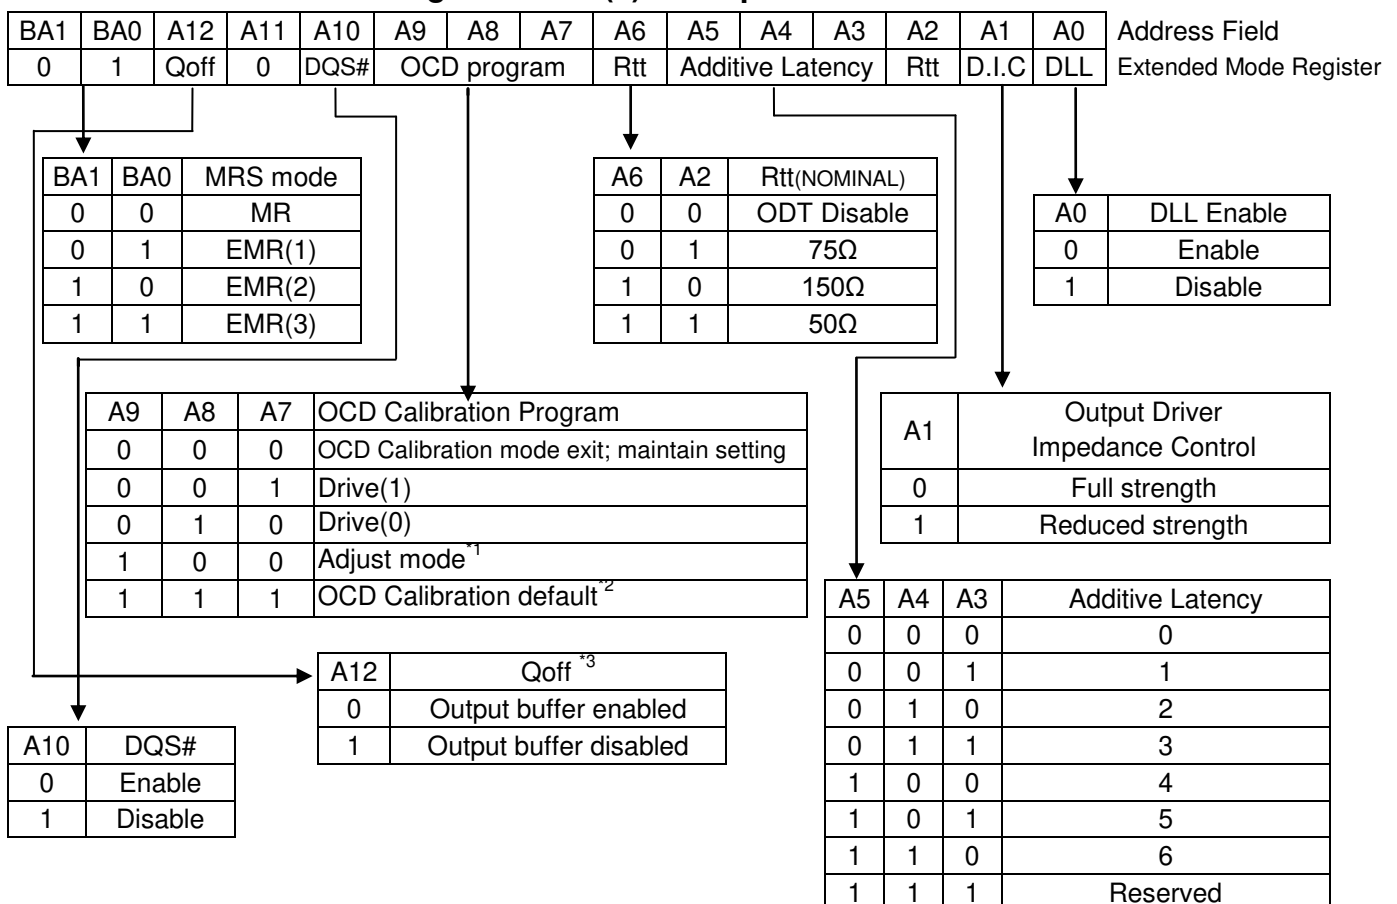 BA1 BA0 A12 A11 A10 A9 A8 A7 A6 A5 A4 A3 A2 A1 A0 Address Field
0 1 Qoff 0 DQS# OCD program Rtt Additive Latency Rtt D.I.C DLL Extended Mode Register
BA1 BA0 MRS mode
0 0 MR
0 1 EMR(1)
1 0 EMR(2)
1 1 EMR(3)
A6 A2 Rtt(NOMINAL)
0 0 ODT Disable
0 1 75Ω
1 0 150Ω
1 1 50Ω
A0 DLL Enable
0 Enable
1 Disable
A9 A8 A7 OCD Calibration Program
0 0 0 OCD Calibration mode exit; maintain setting
0 0 1 Drive(1)
0 1 0 Drive(0)
1 0 0 Adjust mode*1
1 1 1 OCD Calibration default*2
A1 Output Driver
Impedance Control
0 Full strength
1 Reduced strength
A12 Qoff *3
0 Output buffer enabled
1 Output buffer disabled
A10 DQS#
0 Enable
1 Disable
A5 A4 A3 Additive Latency
0 0 0 0
0 0 1 1
0 1 0 2
0 1 1 3
1 0 0 4
1 0 1 5
1 1 0 6
1 1 1 Reserved